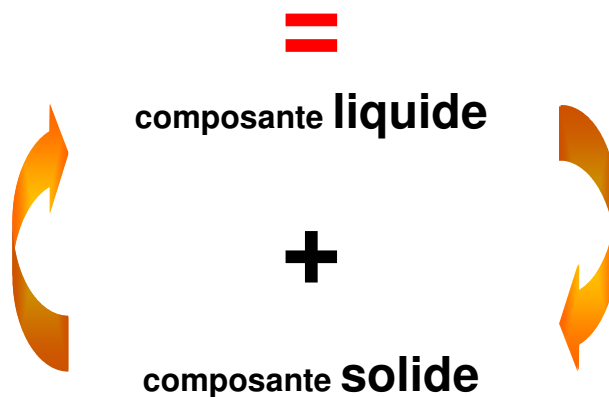 =
composante liquide
+
composante solide